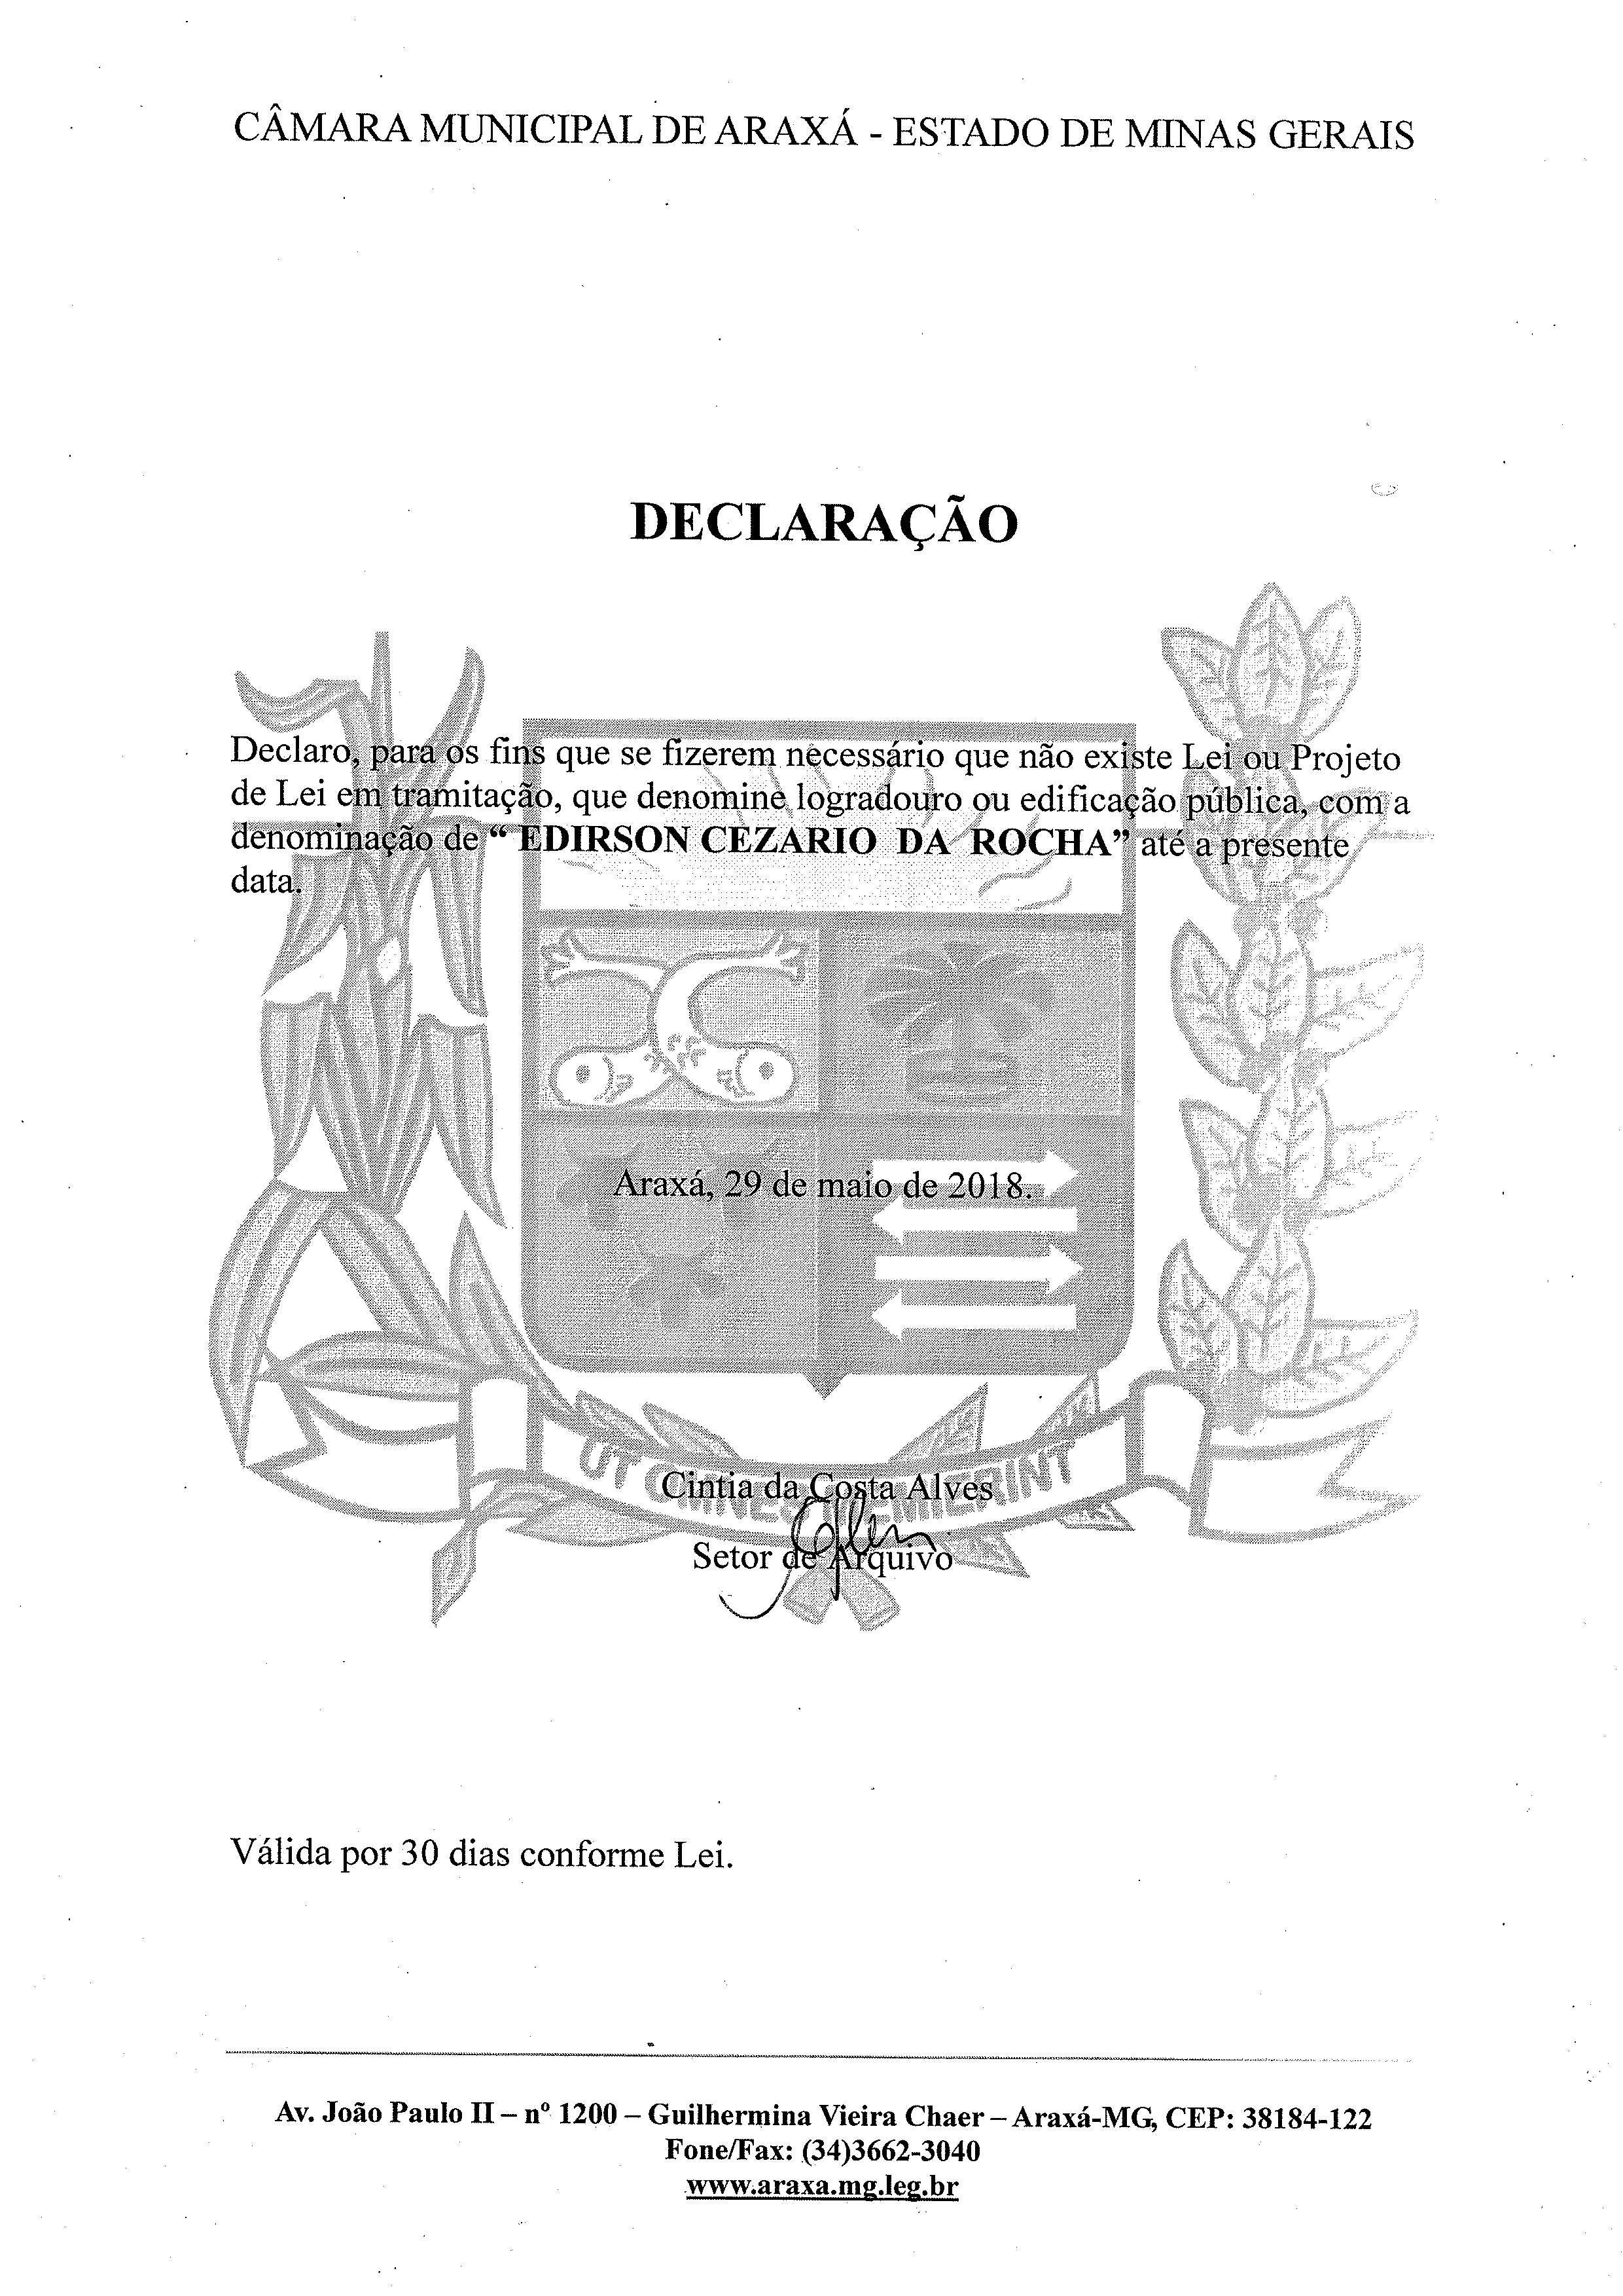 CÂMARA MUNICIPAL DE ARAXÁ - ESTADO DE MINAS GERAIS
DECLARAÇÃO
Declaro, para os fins que se fizerem necessário que não existe Lei ou Projeto
de Lei em tramitação, que denomine logradouro ou edificação pública, com a
denominação de “ EDIRSON CEZARIO DA ROCHA” até a presente
data.
Araxá, 29 de maio de 2018.
UT OMNES
Cintia da Costa Alves
Setor de Arquivo
Válida por 30 dias conforme Lei.
Av. João Paulo II – nº 1200 – Guilhermina Vieira Chaer – Araxá-MG, CEP: 38184-122
Fone/Fax: (34)3662-3040
www.araxa.mg.leg.br